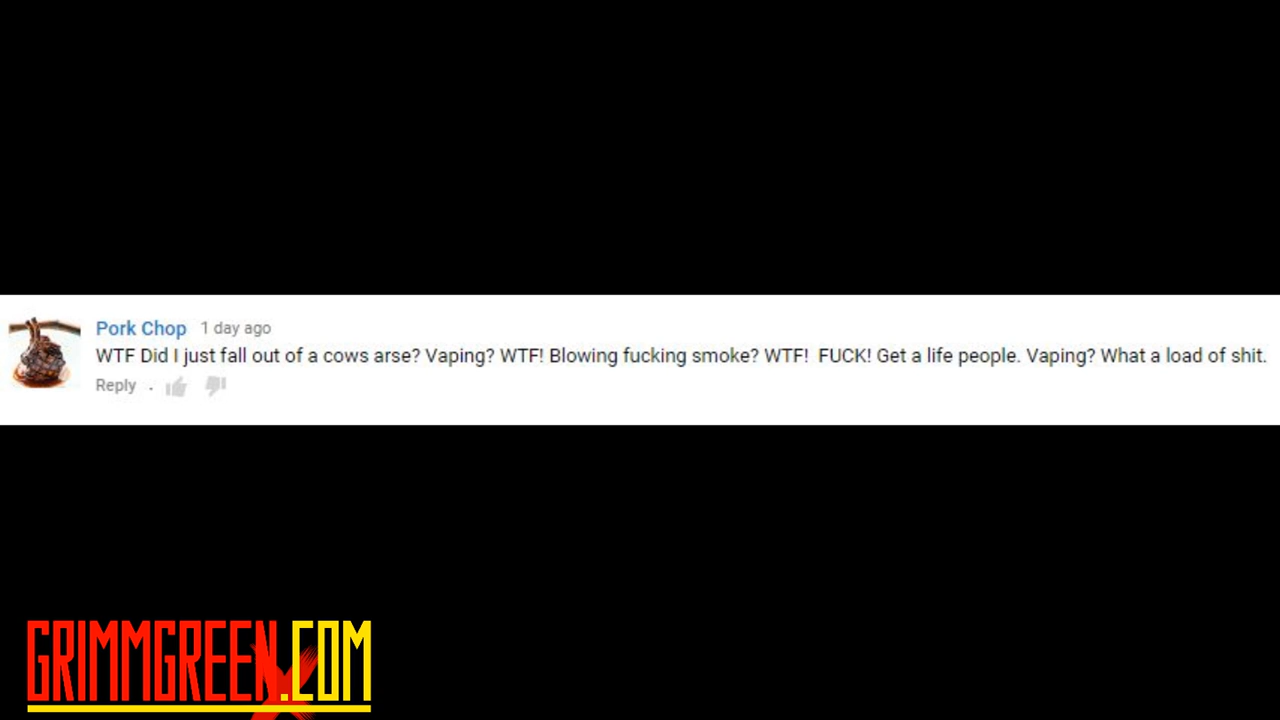 Pork Chop 1 day ago
WTF Did I just fall out of a cows arse? Vaping? WTF! Blowing fucking smoke? WTF!  FUCK! Get a life people. Vaping? What a load of shit.
Reply .
GRIMMGREEN.COM